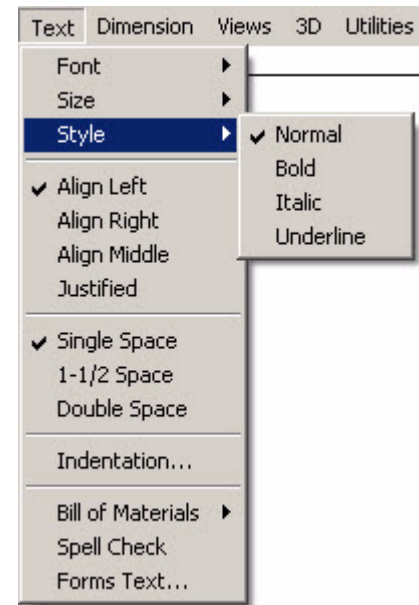 Text Dimension Views 3D Utilities
Font
Size
Style
Normal
Bold
Italic
Underline
Align Left
Align Right
Align Middle
Justified
Single Space
1-1/2 Space
Double Space
Indentation...
Bill of Materials
Spell Check
Forms Text...